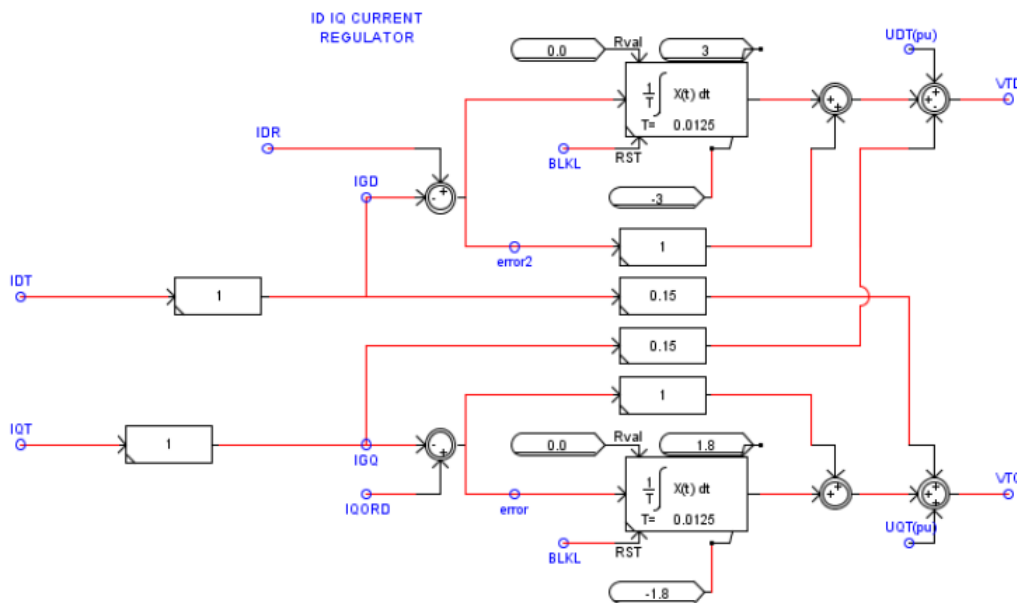 ID IQ CURRENT
REGULATOR
0.0
Rval
3
UDT(pu)
1/T ∫ X(t) dt
T= 0.0125
+
+
+
+
-
VTD
IDR
BLKL
RST
IGD
+
-
-3
error2
1
IDT
1
0.15
0.15
1
IQT
1
IGQ
-
+
0.0
Rval
1.8
IQORD
error
1/T ∫ X(t) dt
T= 0.0125
+
+
+
+
+
BLKL
RST
UQT(pu)
-1.8